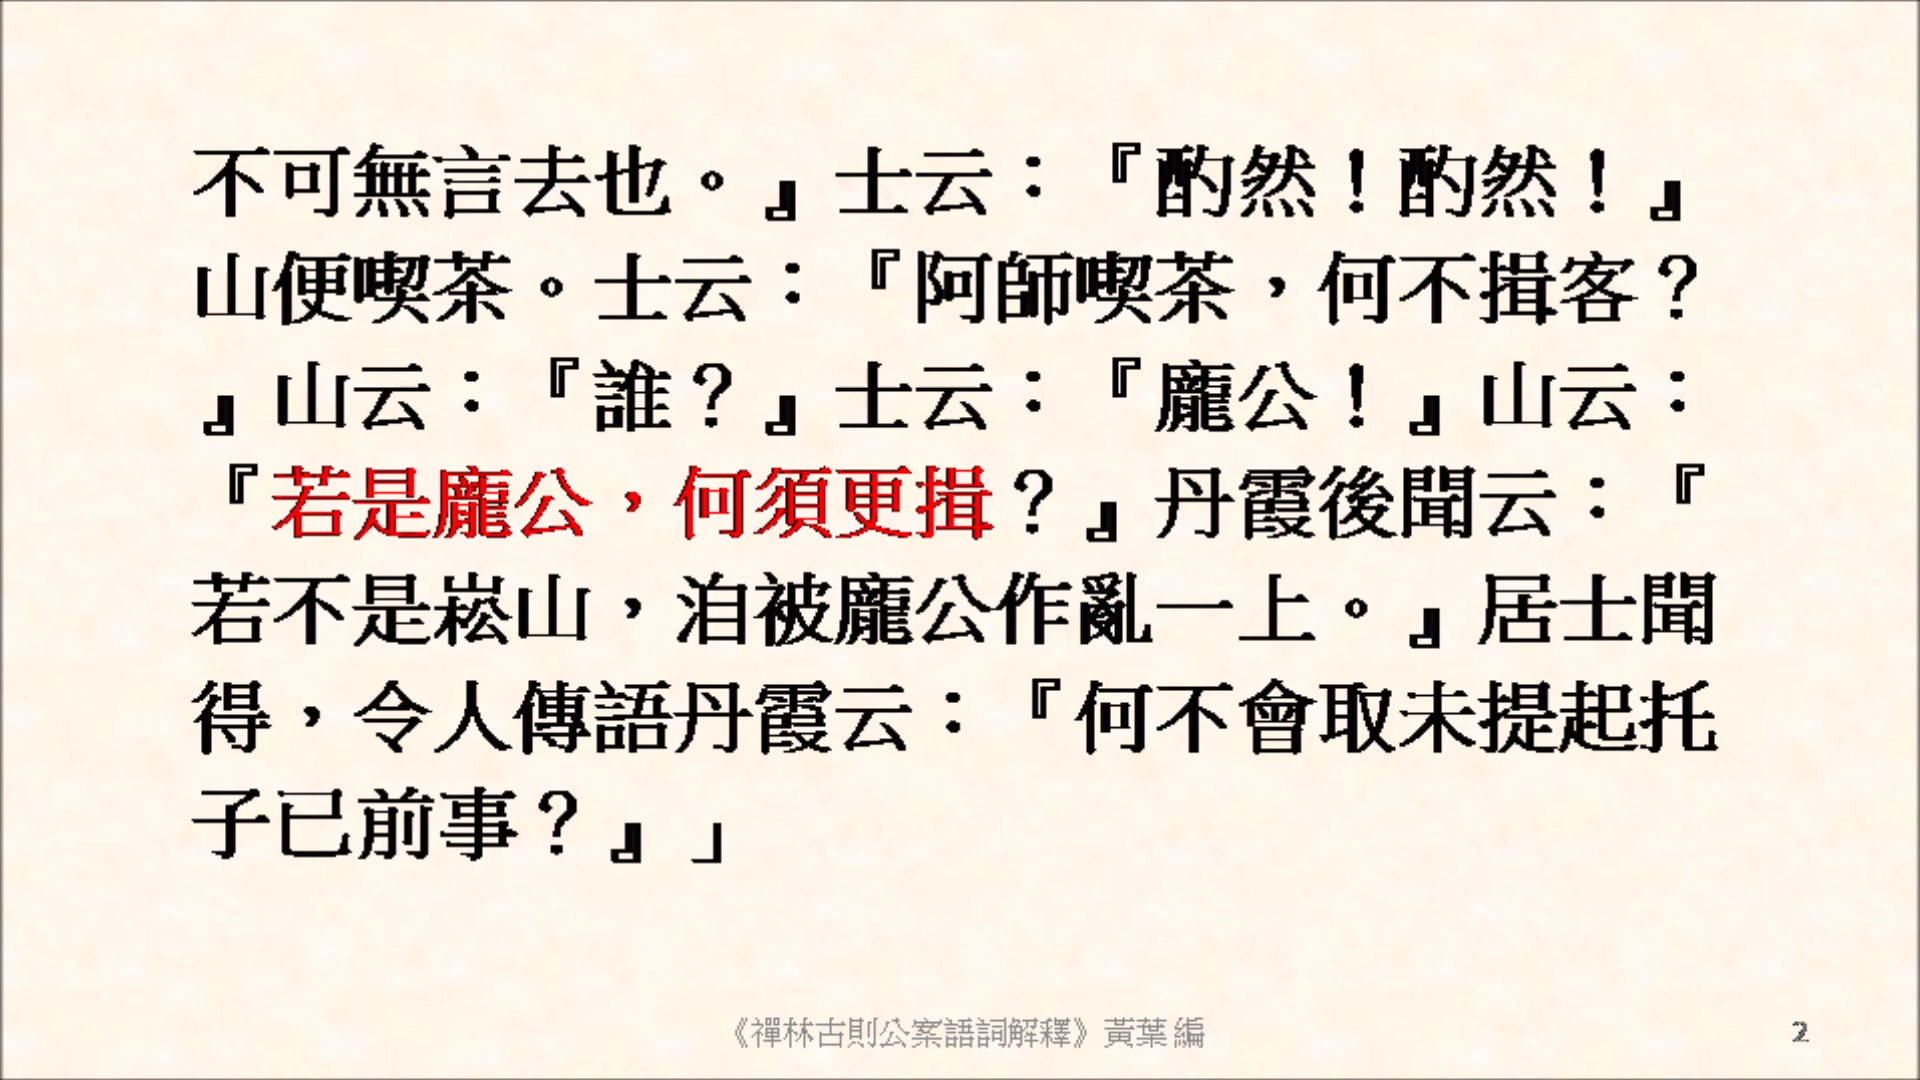 不可無言去也。』士云：『酌然！酌然！』
山便喫茶。士云：『阿師喫茶，何不揖客？
』山云：『誰？』士云：『龐公！』山云：
『若是龐公，何須更揖？』丹霞後聞云：『
若不是崧山，洎被龐公作亂一上。』居士聞
得，令人傳語丹霞云：『何不會取未提起托
子已前事？』」
《禪林古則公案語詞解釋》黃葉 編
2